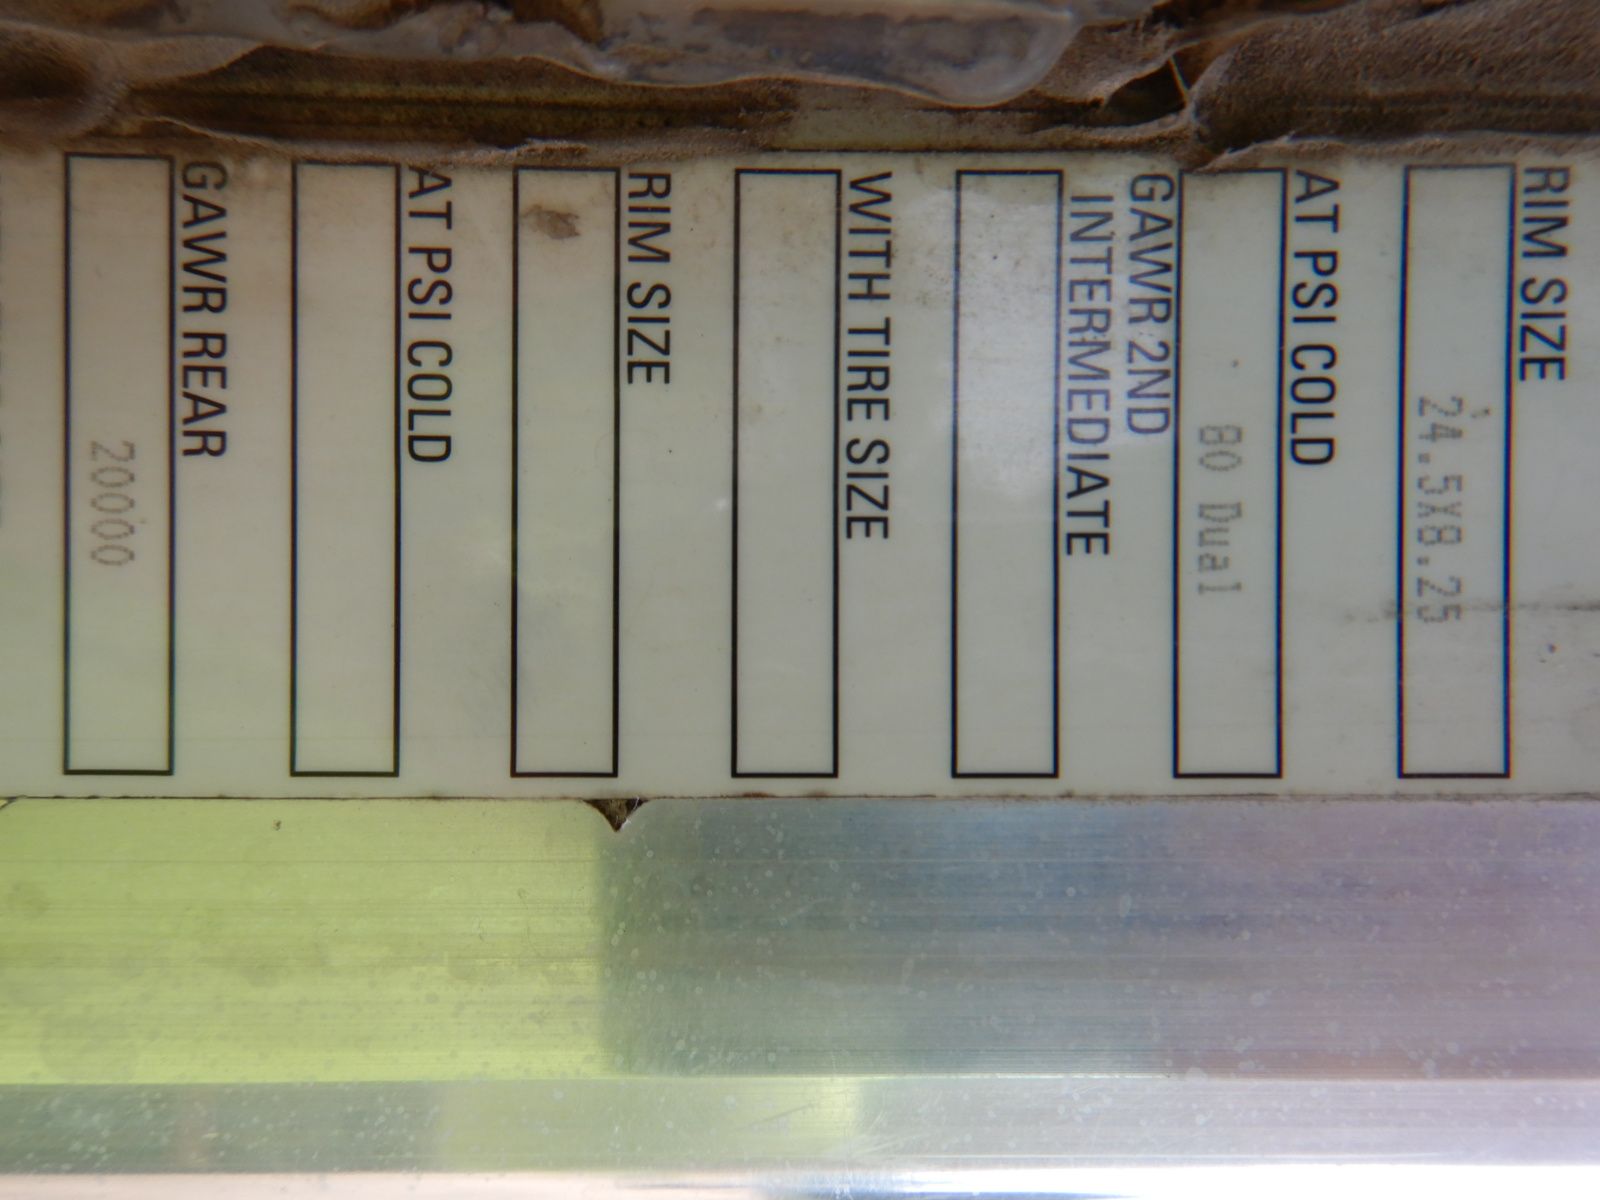 RIM SIZE
24.5X8.25
AT PSI COLD
80 Dual
GAWR 2ND
INTERMEDIATE
WITH TIRE SIZE
RIM SIZE
AT PSI COLD
GAWR REAR
20000